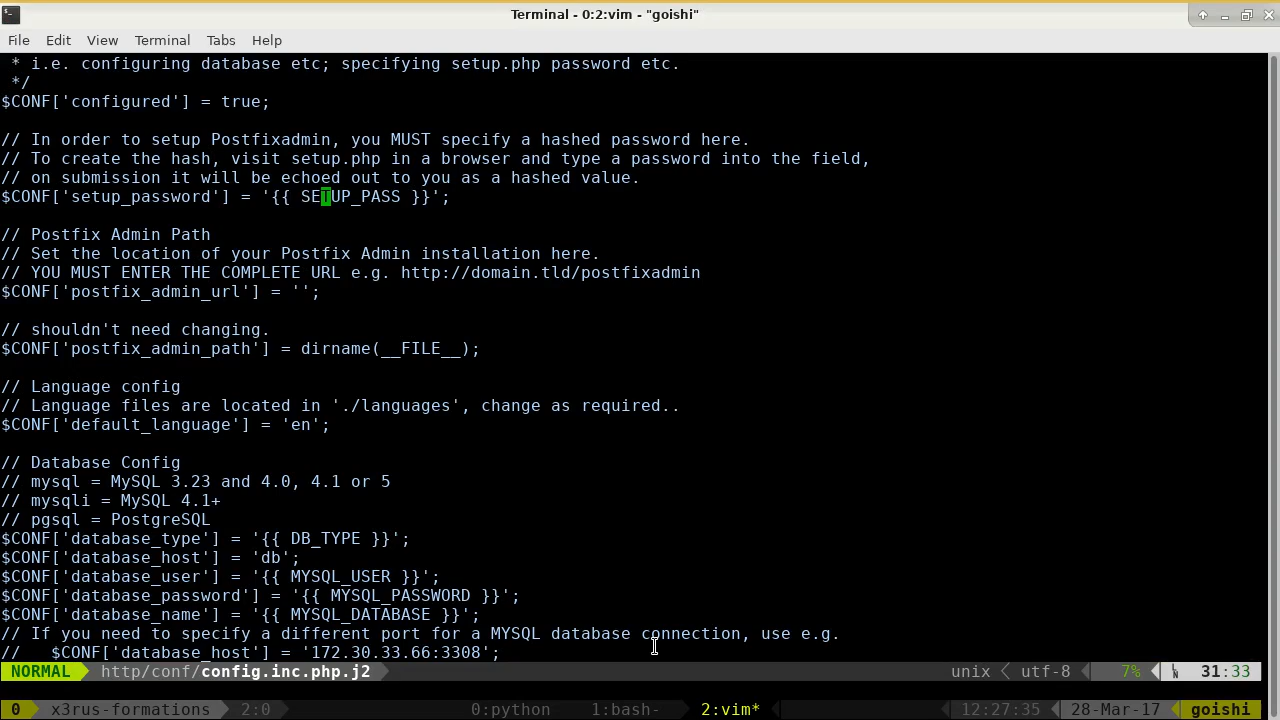 Terminal - 0:2:vim - "goishi"
File Edit View Terminal Tabs Help
 * i.e. configuring database etc; specifying setup.php password etc.
 */
$CONF['configured'] = true;
// In order to setup Postfixadmin, you MUST specify a hashed password here.
// To create the hash, visit setup.php in a browser and type a password into the field,
// on submission it will be echoed out to you as a hashed value.
$CONF['setup_password'] = '{{ SETUP_PASS }}';
// Postfix Admin Path
// Set the location of your Postfix Admin installation here.
// YOU MUST ENTER THE COMPLETE URL e.g. http://domain.tld/postfixadmin
$CONF['postfix_admin_url'] = '';
// shouldn't need changing.
$CONF['postfix_admin_path'] = dirname(__FILE__);
// Language config
// Language files are located in './languages', change as required..
$CONF['default_language'] = 'en';
// Database Config
// mysql = MySQL 3.23 and 4.0, 4.1 or 5
// mysqli = MySQL 4.1+
// pgsql = PostgreSQL
$CONF['database_type'] = '{{ DB_TYPE }}';
$CONF['database_host'] = 'db';
$CONF['database_user'] = '{{ MYSQL_USER }}';
$CONF['database_password'] = '{{ MYSQL_PASSWORD }}';
$CONF['database_name'] = '{{ MYSQL_DATABASE }}';
// If you need to specify a different port for a MYSQL database connection, use e.g.
//   $CONF['database_host'] = '172.30.33.66:3308';
NORMAL http/conf/config.inc.php.j2 unix utf-8 7% 31:33
0 x3rus-formations 2:0 0:python 1:bash- 2:vim* 12:27:35 28-Mar-17 goishi